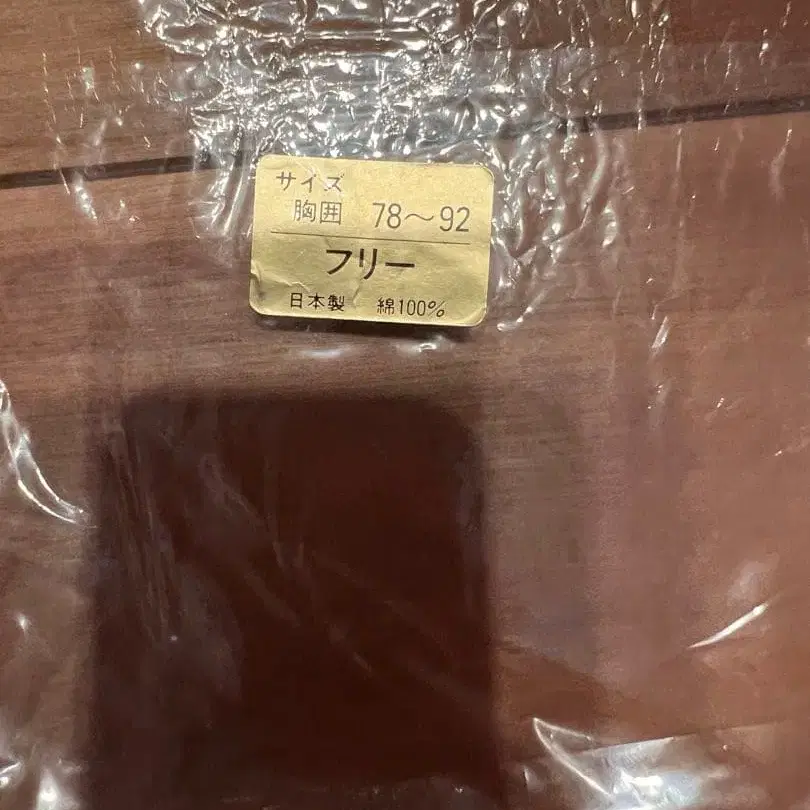 サイズ
胸囲 78〜92
フリー
日本製 綿100%